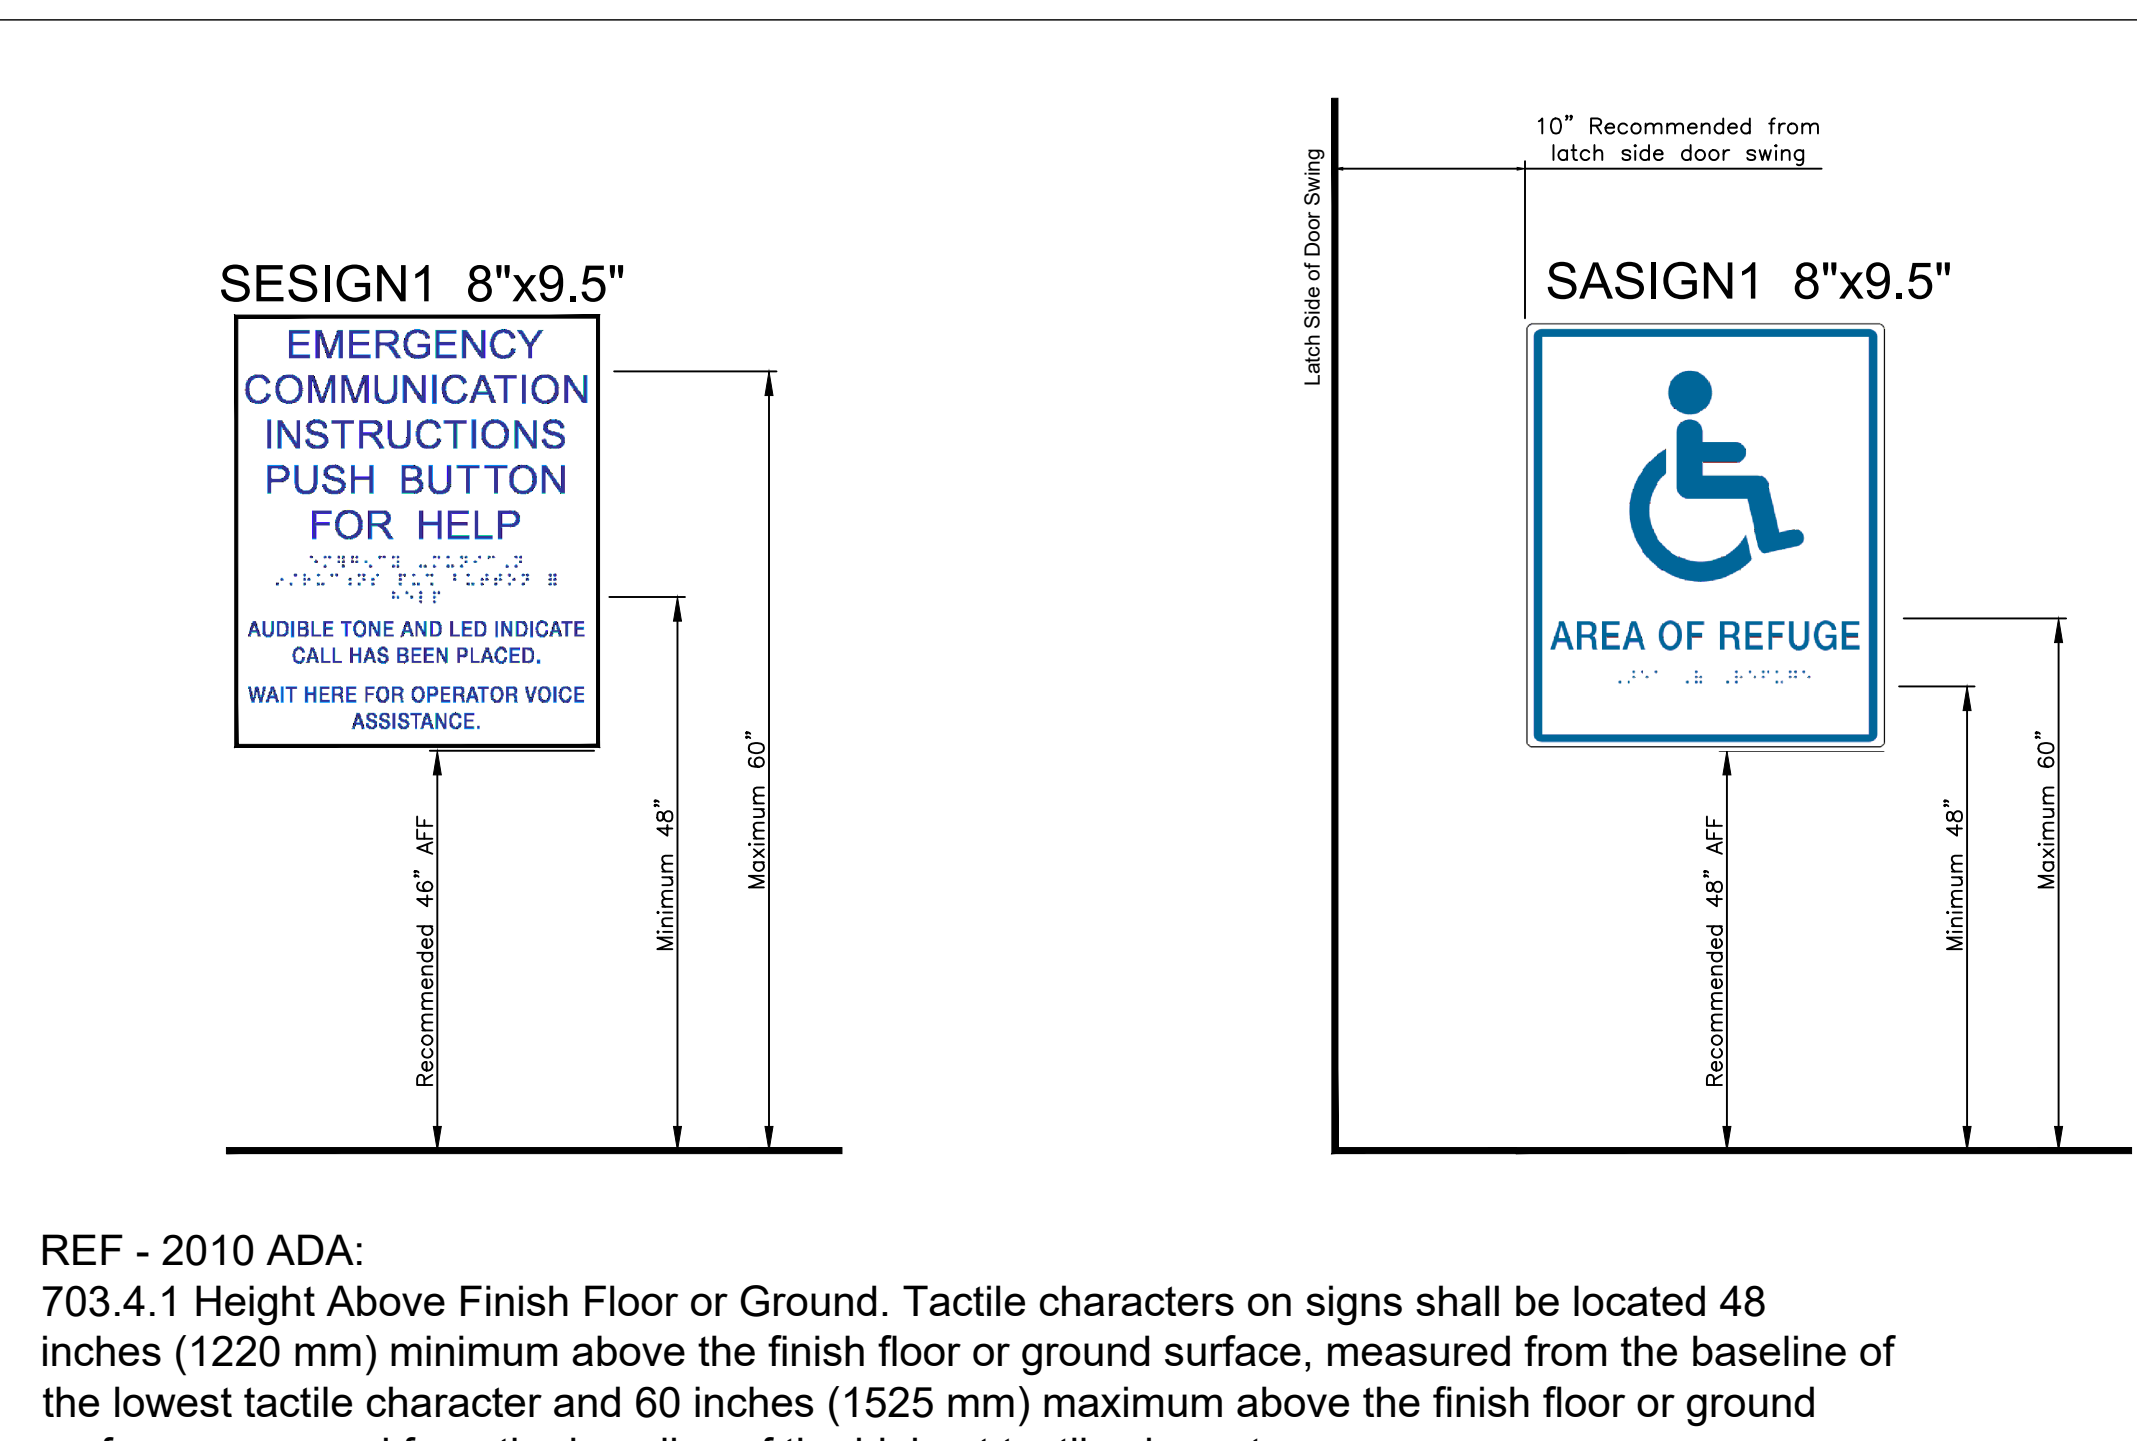 10” Recommended from
latch side door swing
Latch Side of Door Swing
SESIGN1 8"x9.5"
EMERGENCY
COMMUNICATION
INSTRUCTIONS
PUSH BUTTON
FOR HELP
AUDIBLE TONE AND LED INDICATE
CALL HAS BEEN PLACED.
WAIT HERE FOR OPERATOR VOICE
ASSISTANCE.
Recommended 46” AFF
Minimum 48”
Maximum 60”
SASIGN1 8"x9.5"
AREA OF REFUGE
Recommended 48” AFF
Minimum 48”
Maximum 60”
REF - 2010 ADA:
703.4.1 Height Above Finish Floor or Ground. Tactile characters on signs shall be located 48
inches (1220 mm) minimum above the finish floor or ground surface, measured from the baseline of
the lowest tactile character and 60 inches (1525 mm) maximum above the finish floor or ground